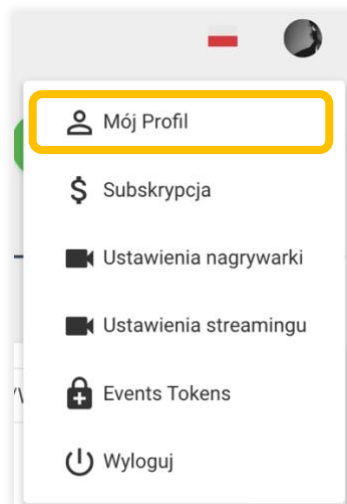 Mój Profil
Subskrypcja
Ustawienia nagrywarki
Ustawienia streamingu
Events Tokens
Wyloguj